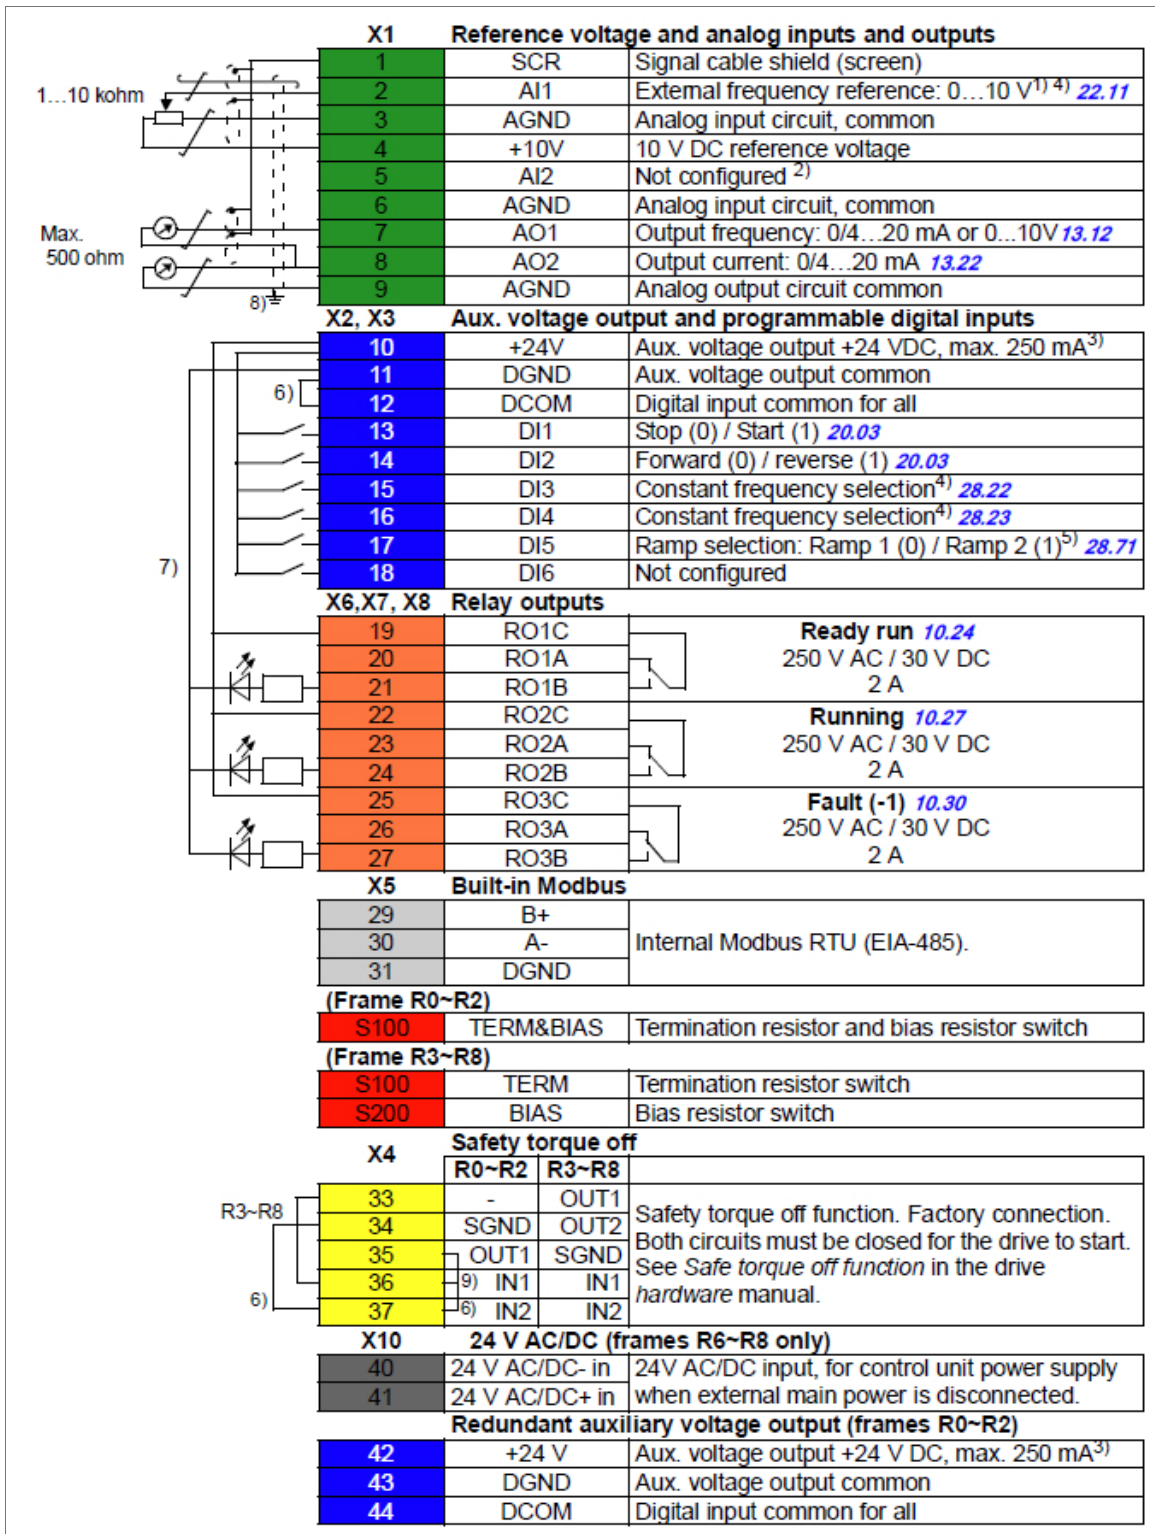 X1 Reference voltage and analog inputs and outputs
1 SCR Signal cable shield (screen)
1…10 kohm 2 AI1 External frequency reference: 0…10 V1) 4) 22.11
3 AGND Analog input circuit, common
4 +10V 10 V DC reference voltage
5 AI2 Not configured 2)
6 AGND Analog input circuit, common
Max. 7 AO1 Output frequency: 0/4…20 mA or 0...10V 13.12
500 ohm 8 AO2 Output current: 0/4…20 mA 13.22
8) 9 AGND Analog output circuit common
X2, X3 Aux. voltage output and programmable digital inputs
10 +24V Aux. voltage output +24 VDC, max. 250 mA3)
11 DGND Aux. voltage output common
6) 12 DCOM Digital input common for all
13 DI1 Stop (0) / Start (1) 20.03
14 DI2 Forward (0) / reverse (1) 20.03
15 DI3 Constant frequency selection4) 28.22
16 DI4 Constant frequency selection4) 28.23
17 DI5 Ramp selection: Ramp 1 (0) / Ramp 2 (1)5) 28.71
7) 18 DI6 Not configured
X6,X7, X8 Relay outputs
19 RO1C Ready run 10.24
20 RO1A 250 V AC / 30 V DC
21 RO1B 2 A
22 RO2C Running 10.27
23 RO2A 250 V AC / 30 V DC
24 RO2B 2 A
25 RO3C Fault (-1) 10.30
26 RO3A 250 V AC / 30 V DC
27 RO3B 2 A
X5 Built-in Modbus
29 B+
30 A- Internal Modbus RTU (EIA-485).
31 DGND
(Frame R0~R2)
S100 TERM&BIAS Termination resistor and bias resistor switch
(Frame R3~R8)
S100 TERM Termination resistor switch
S200 BIAS Bias resistor switch
X4 Safety torque off
R0~R2 R3~R8
33 - OUT1
R3~R8 34 SGND OUT2
35 OUT1 SGND
36 9) IN1 IN1
6) 37 6) IN2 IN2
Safety torque off function. Factory connection.
Both circuits must be closed for the drive to start.
See Safe torque off function in the drive
hardware manual.
X10 24 V AC/DC (frames R6~R8 only)
40 24 V AC/DC- in 24V AC/DC input, for control unit power supply
41 24 V AC/DC+ in when external main power is disconnected.
Redundant auxiliary voltage output (frames R0~R2)
42 +24 V Aux. voltage output +24 V DC, max. 250 mA3)
43 DGND Aux. voltage output common
44 DCOM Digital input common for all